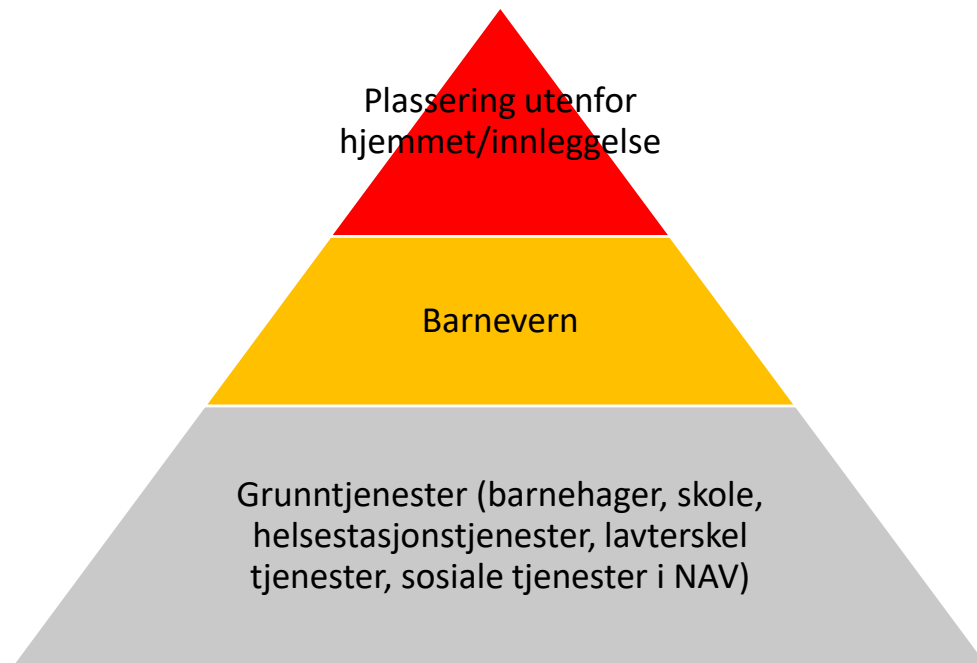 Plassering utenfor
hjemmet/innleggelse
Barnevern
Grunntjenester (barnehager, skole,
helsestasjonstjenester, lavterskel
tjenester, sosiale tjenester i NAV)